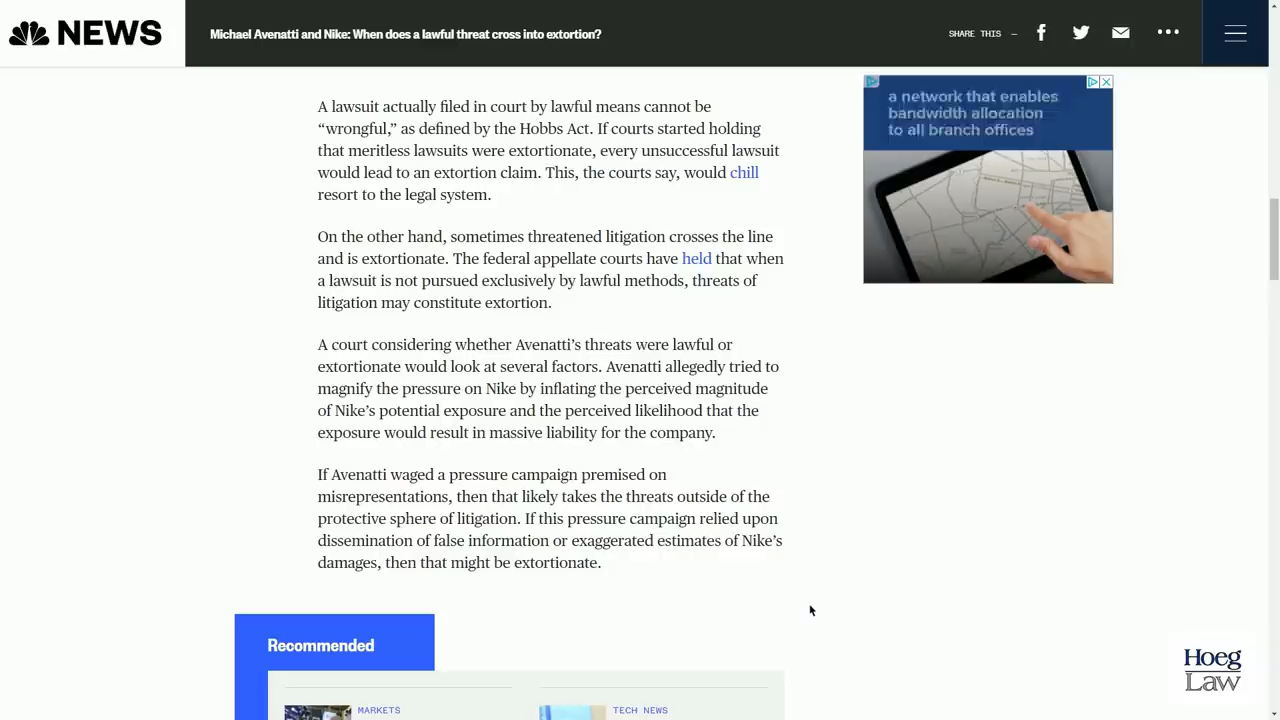 NEWS
Michael Avenatti and Nike: When does a lawful threat cross into extortion?
SHARE THIS —
A lawsuit actually filed in court by lawful means cannot be
“wrongful,” as defined by the Hobbs Act. If courts started holding
that meritless lawsuits were extortionate, every unsuccessful lawsuit
would lead to an extortion claim. This, the courts say, would chill
resort to the legal system.
On the other hand, sometimes threatened litigation crosses the line
and is extortionate. The federal appellate courts have held that when
a lawsuit is not pursued exclusively by lawful methods, threats of
litigation may constitute extortion.
A court considering whether Avenatti’s threats were lawful or
extortionate would look at several factors. Avenatti allegedly tried to
magnify the pressure on Nike by inflating the perceived magnitude
of Nike’s potential exposure and the perceived likelihood that the
exposure would result in massive liability for the company.
If Avenatti waged a pressure campaign premised on
misrepresentations, then that likely takes the threats outside of the
protective sphere of litigation. If this pressure campaign relied upon
dissemination of false information or exaggerated estimates of Nike’s
damages, then that might be extortionate.
a network that enables
bandwidth allocation
to all branch offices
Recommended
MARKETS
TECH NEWS
Hoeg
Law